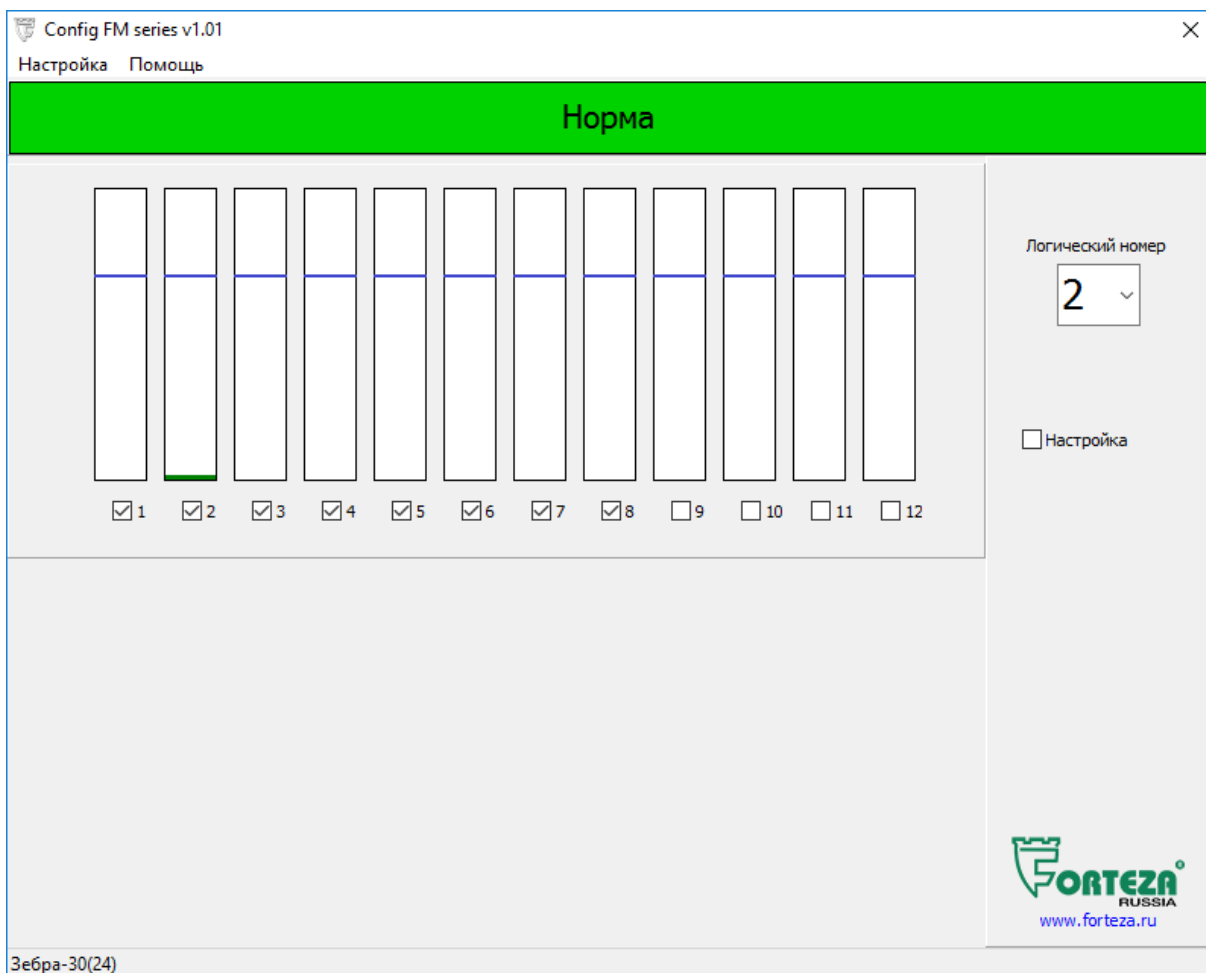 Config FM series v1.01
Настройка Помощь
Норма
Логический номер
2
Настройка
1 2 3 4 5 6 7 8 9 10 11 12
FORTEZA®
RUSSIA
www.forteza.ru
Зебра-30(24)